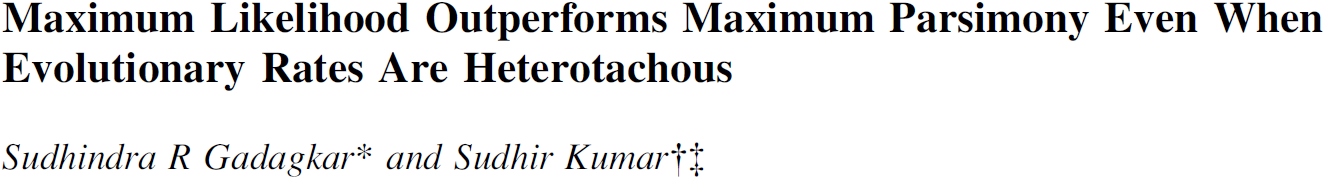 Maximum Likelihood Outperforms Maximum Parsimony Even When
Evolutionary Rates Are Heterotachous
Sudhindra R Gadagkar* and Sudhir Kumar†‡